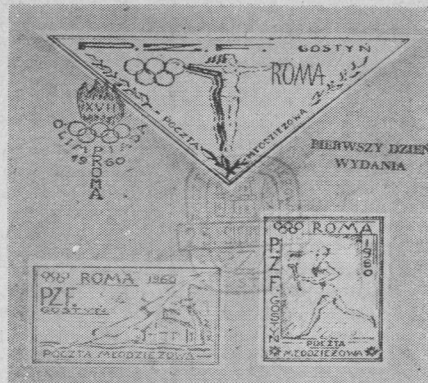 P.Z.F. GOSTYŃ
ROMA
POCZTA MŁODZIEŻOWA
XVII
OLIMPIADA
1960
ROMA
PIERWSZY DZIEŃ
WYDANIA
ROMA 1960
PZF.
GOSTYŃ
POCZTA MŁODZIEŻOWA
ROMA
1960
P.Z.F. GOSTYŃ
POCZTA
MŁODZIEŻOWA